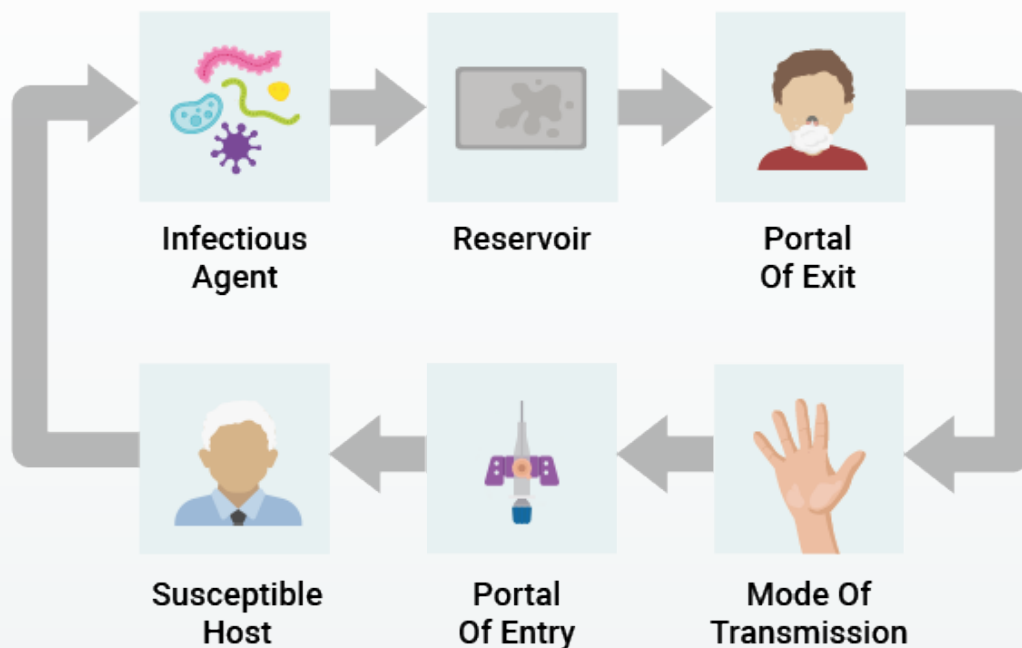 Infectious
Agent
Reservoir
Portal
Of Exit
Susceptible
Host
Portal
Of Entry
Mode Of
Transmission